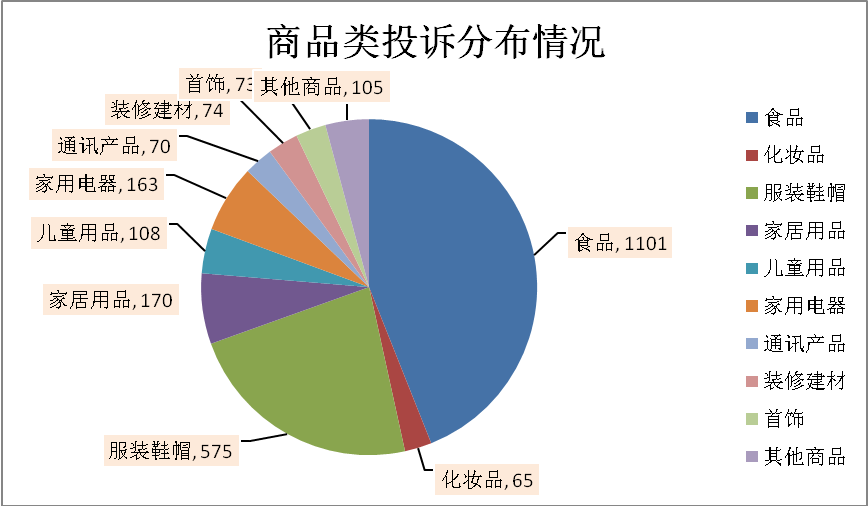 商品类投诉分布情况
首饰, 73
其他商品, 105
装修建材, 74
通讯产品, 70
家用电器, 163
儿童用品, 108
家居用品, 170
服装鞋帽, 575
化妆品, 65
食品, 1101
食品
化妆品
服装鞋帽
家居用品
儿童用品
家用电器
通讯产品
装修建材
首饰
其他商品